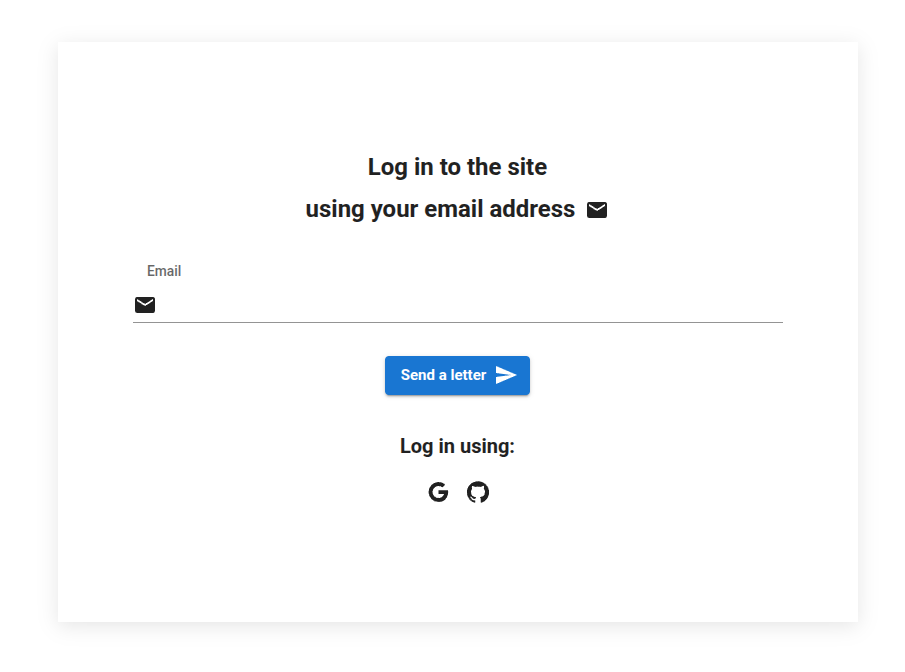 Log in to the site
using your email address
Email
Send a letter
Log in using: